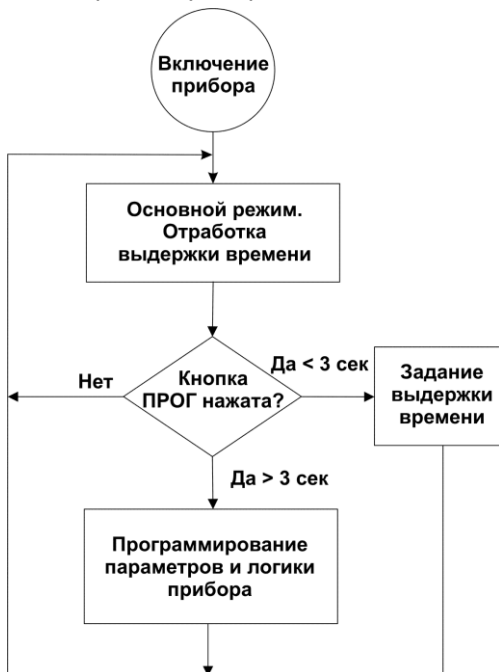 Включение
прибора
Основной режим.
Отработка
выдержки времени
Нет
Кнопка
ПРОГ нажата?
Да < 3 сек
Задание
выдержки
времени
Да > 3 сек
Программирование
параметров и логики
прибора